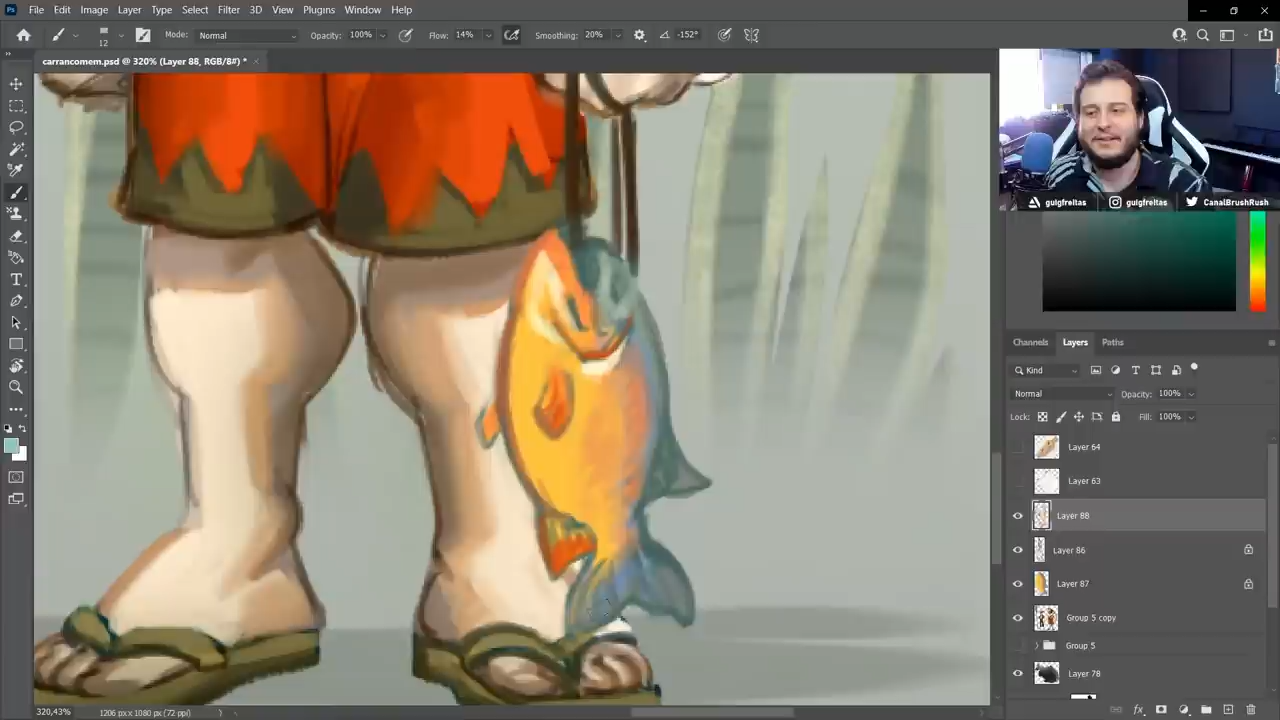 Ps File Edit Image Layer Type Select Filter 3D View Plugins Window Help
12 Mode: Normal Opacity: 100% Flow: 14% Smoothing: 20% -152°
carrancomem.psd @ 320% (Layer 88, RGB/8#) *
guigfreitas guigfreitas CanalBrushRush
Channels Layers Paths
Kind
Normal Opacity: 100%
Lock: Fill: 100%
Layer 64
Layer 63
Layer 88
Layer 86
Layer 87
Group 5 copy
Group 5
Layer 78
fx
320,43% 1206 px x 1080 px (72 ppi)